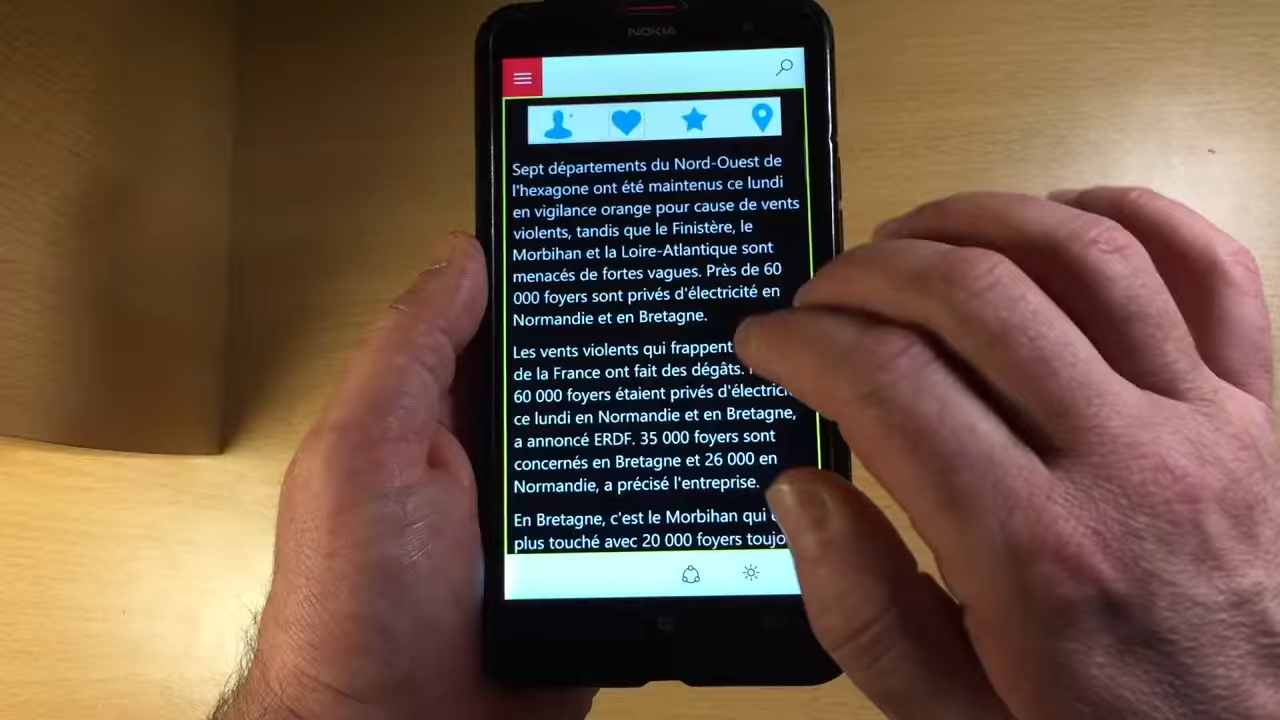 NOKIA
Sept départements du Nord-Ouest de
l'hexagone ont été maintenus ce lundi
en vigilance orange pour cause de vents
violents, tandis que le Finistère, le
Morbihan et la Loire-Atlantique sont
menacés de fortes vagues. Près de 60
000 foyers sont privés d'électricité en
Normandie et en Bretagne.
Les vents violents qui frappent
de la France ont fait des dégâts.
60 000 foyers étaient privés
ce lundi en Normandie et en Bretagne,
a annoncé ERDF. 35 000 foyers sont
concernés en Bretagne et 26 000 en
Normandie, a précisé l'entreprise.
En Bretagne, c'est le Morbihan qui
plus touché avec 20 000 foyers